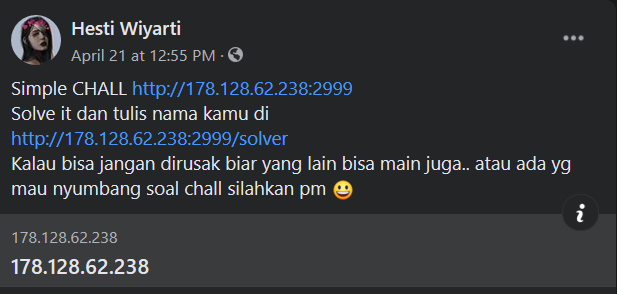 Hesti Wiyarti
April 21 at 12:55 PM ·
Simple CHALL http://178.128.62.238:2999
Solve it dan tulis nama kamu di
http://178.128.62.238:2999/solver
Kalau bisa jangan dirusak biar yang lain bisa main juga.. atau ada yg
mau nyumbang soal chall silahkan pm 😀
178.128.62.238
178.128.62.238